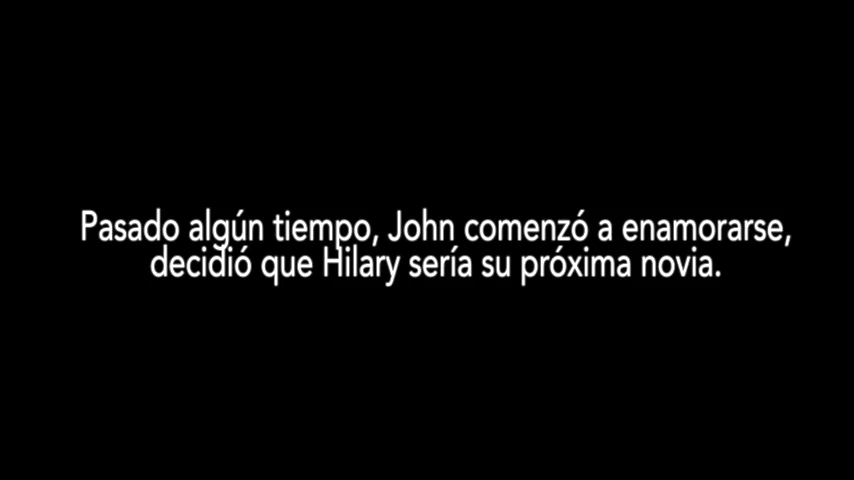 Pasado algún tiempo, John comenzó a enamorarse,
decidió que Hilary sería su próxima novia.